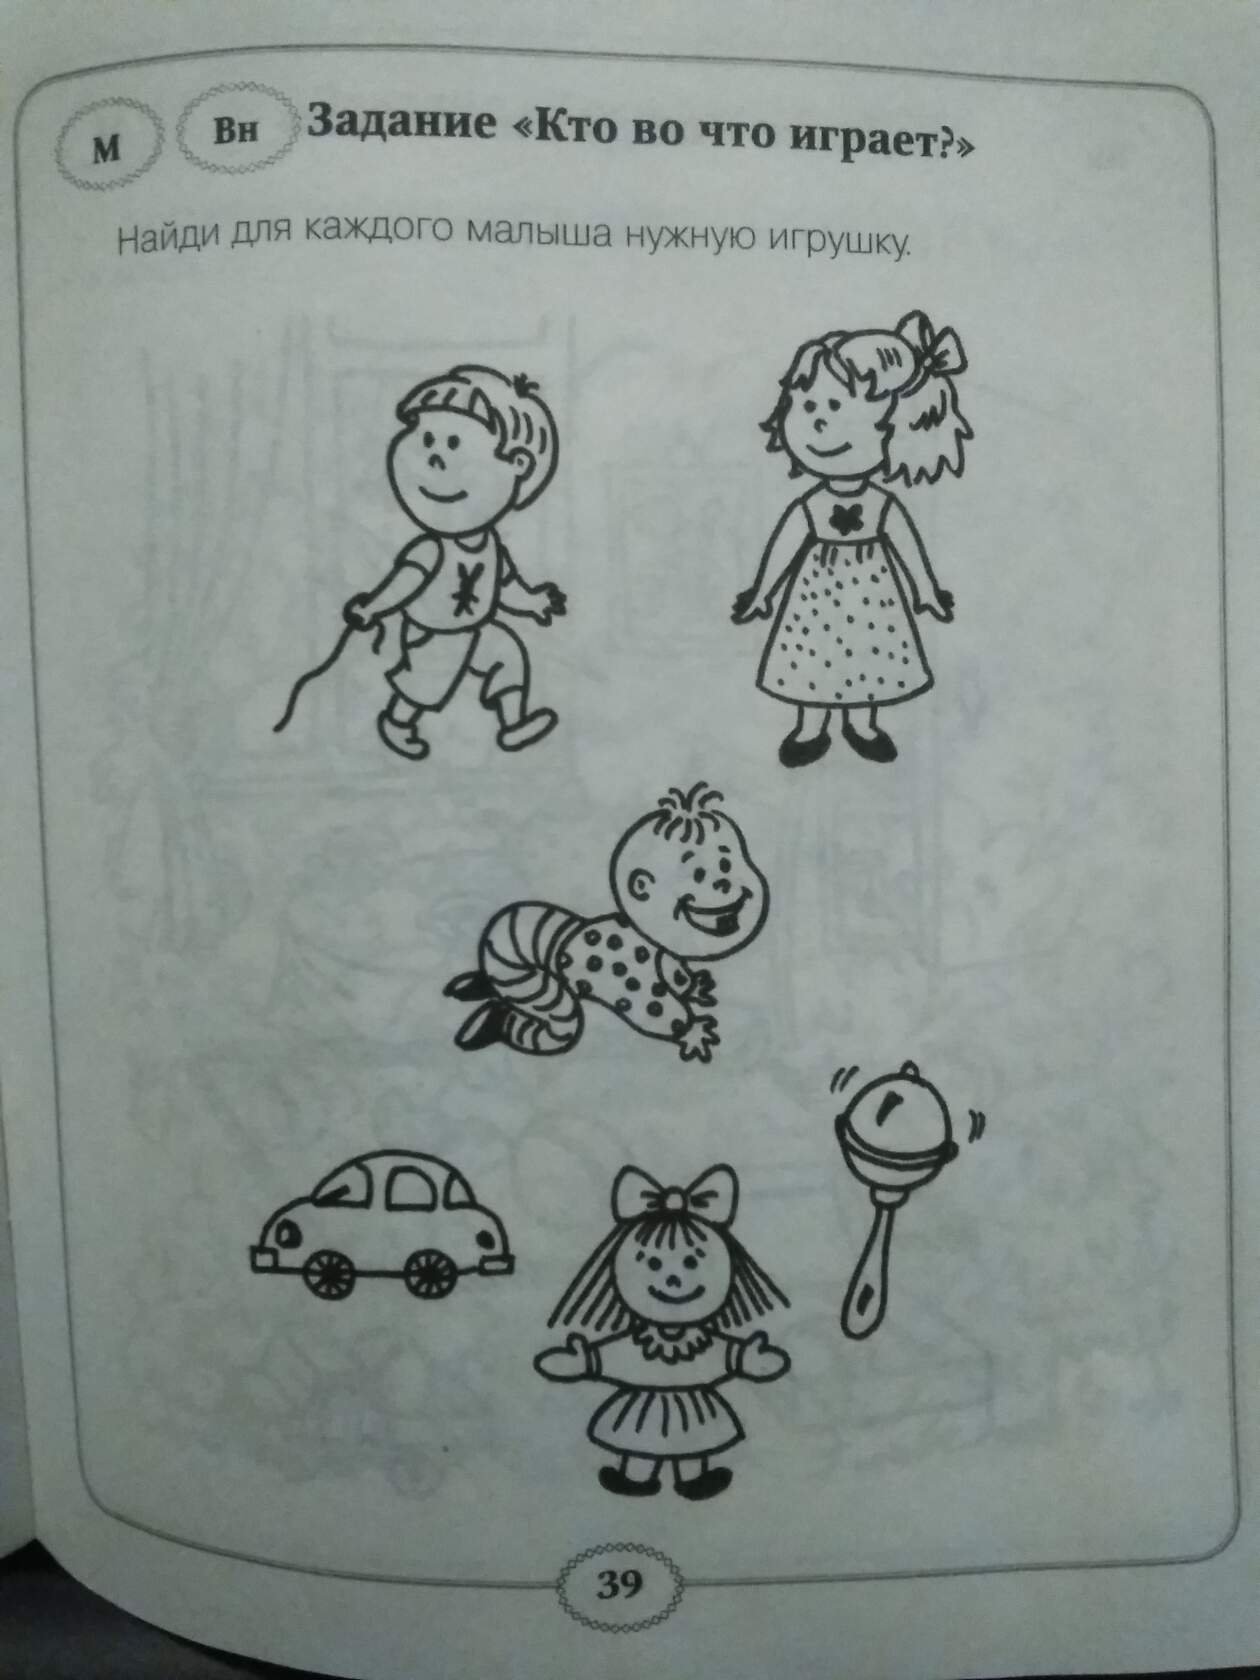 М Вн Задание «Кто во что играет?»
Найди для каждого малыша нужную игрушку.
39